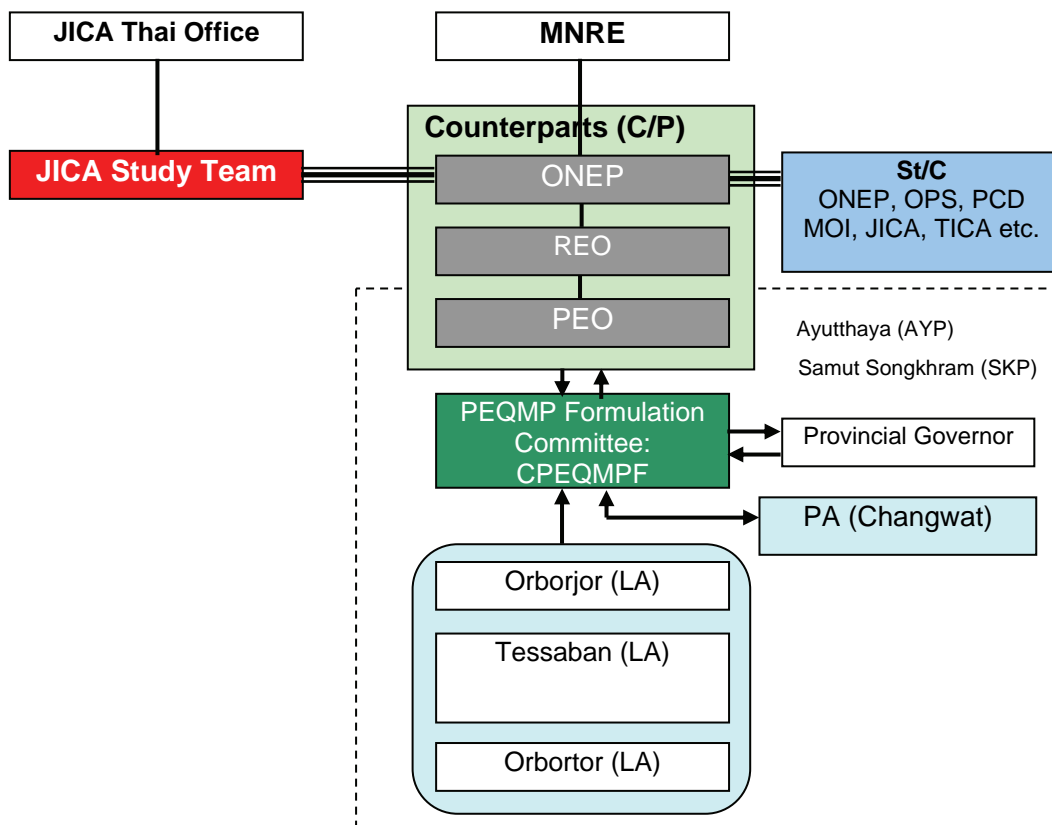 JICA Thai Office
MNRE
Counterparts (C/P)
JICA Study Team
ONEP
St/C
ONEP, OPS, PCD
MOI, JICA, TICA etc.
REO
PEO
Ayutthaya (AYP)
Samut Songkhram (SKP)
PEQMP Formulation
Committee:
CPEQMPF
Provincial Governor
PA (Changwat)
Orborjor (LA)
Tessaban (LA)
Orbortor (LA)